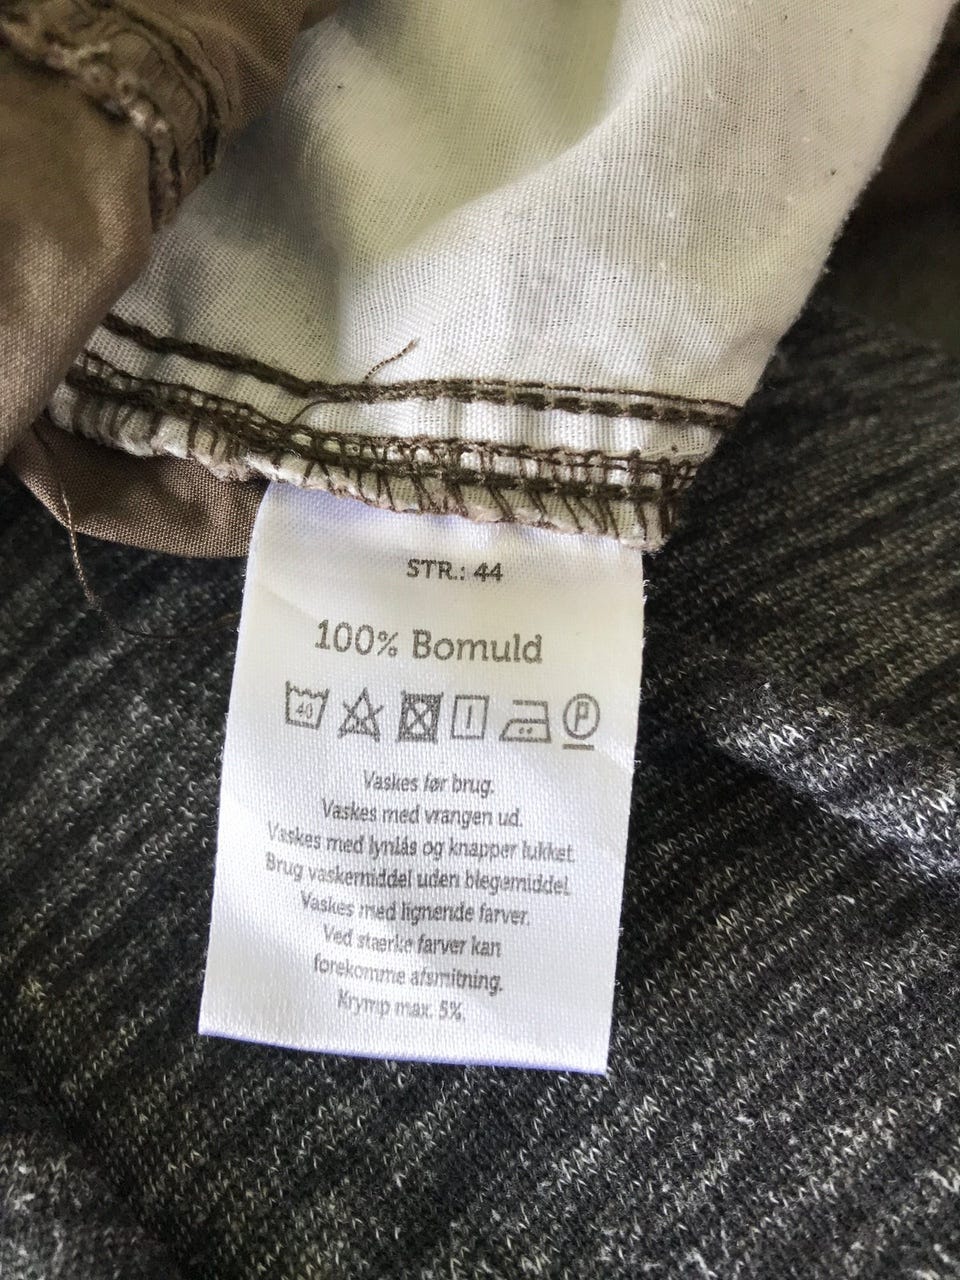 STR.: 44
100% Bomuld
40 P
Vaskes før brug.
Vaskes med vrangen ud.
Vaskes med lynlås og knapper lukket.
Brug vaskemiddel uden blegemiddel.
Vaskes med lignende farver.
Ved stærke farver kan
forekomme afsmitning.
Krymp max. 5%.